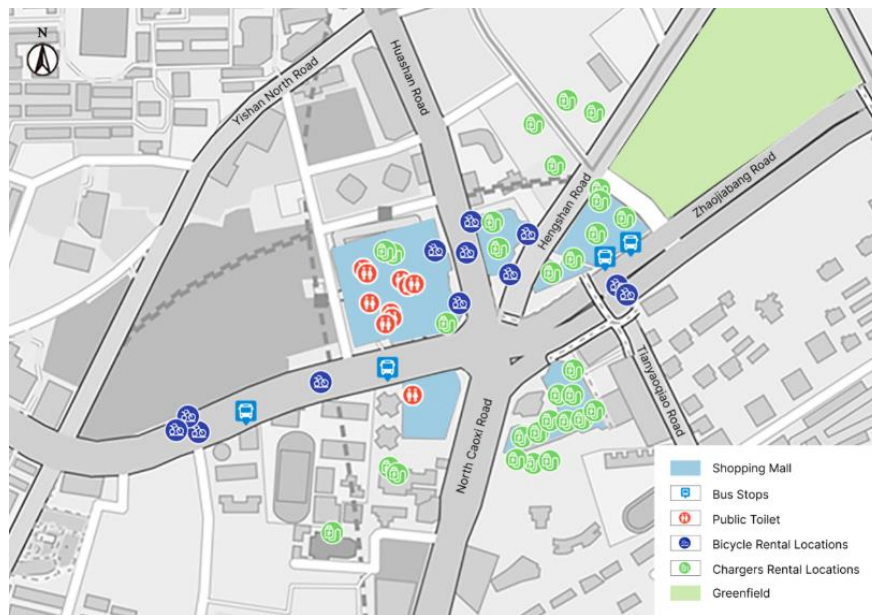 N
Yishan North Road
Huashan Road
Hengshan Road
Zhaojiabang Road
Tianyaoqiao Road
North Caoxi Road
Shopping Mall
Bus Stops
Public Toilet
Bicycle Rental Locations
Chargers Rental Locations
Greenfield